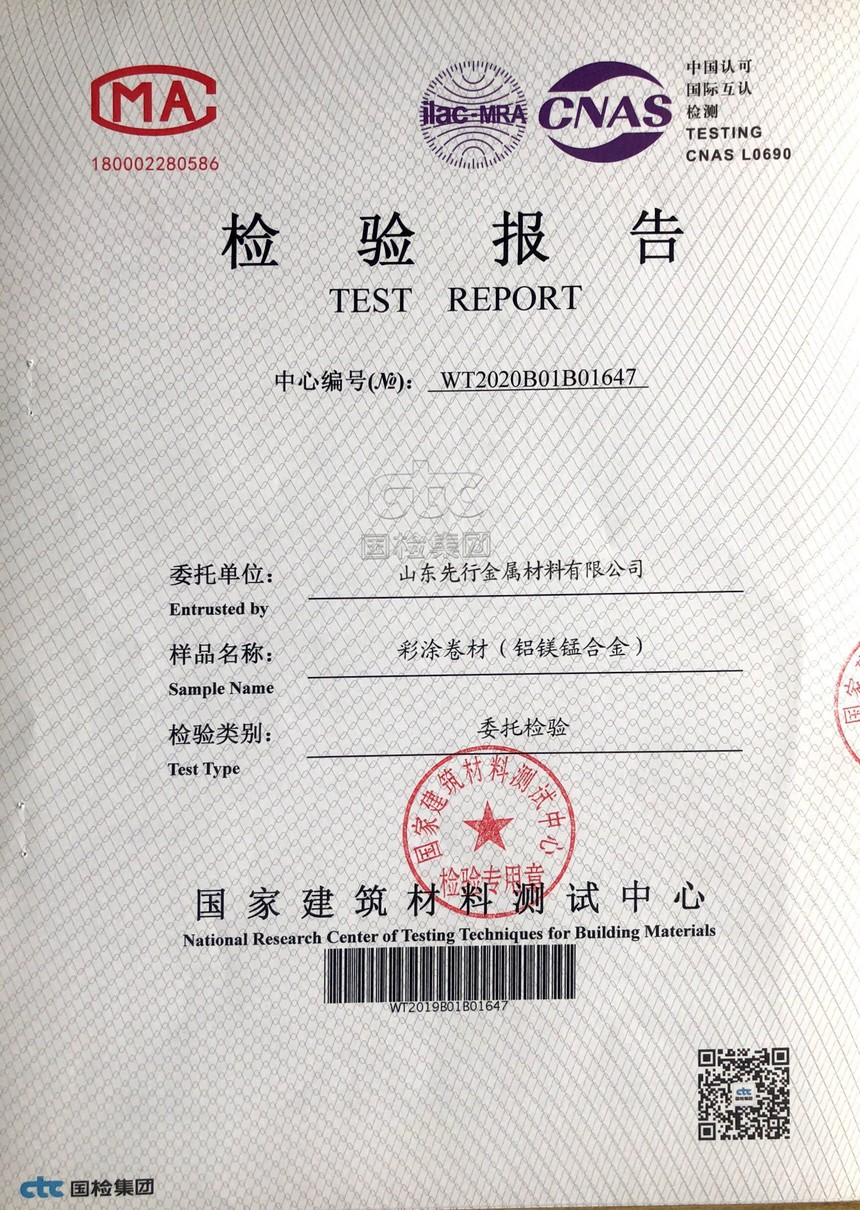 MA
180002280586
ilac-MRA
CNAS
中国认可
国际互认
检测
TESTING
CNAS L0690
检验报告
TEST REPORT
中心编号(№): WT2020B01B01647
ctc
国检集团
委托单位: 山东先行金属材料有限公司
Entrusted by
样品名称: 彩涂卷材（铝镁锰合金）
Sample Name
检验类别: 委托检验
Test Type
国家建筑材料测试中心
检验专用章
国家
国家建筑材料测试中心
National Research Center of Testing Techniques for Building Materials
WT2019B01B01647
ctc
ctc 国检集团